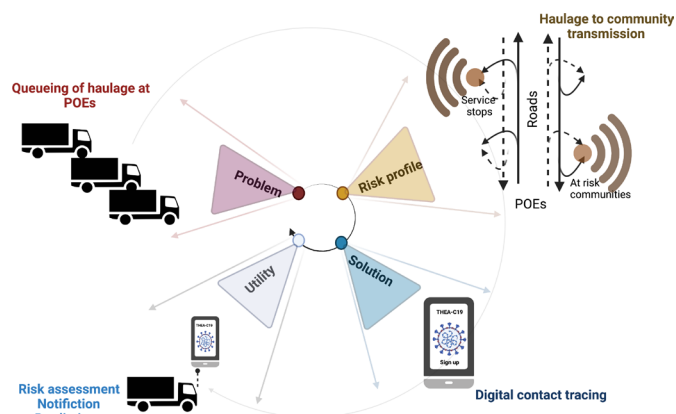 Haulage to community
transmission
Queueing of haulage at
POEs
Service
stops
Roads
At risk
communities
POEs
Problem
Risk profile
Utility
Solution
THEA-C19
THEA-C19
Sign up
Risk assessment
Notifiction
Digital contact tracing